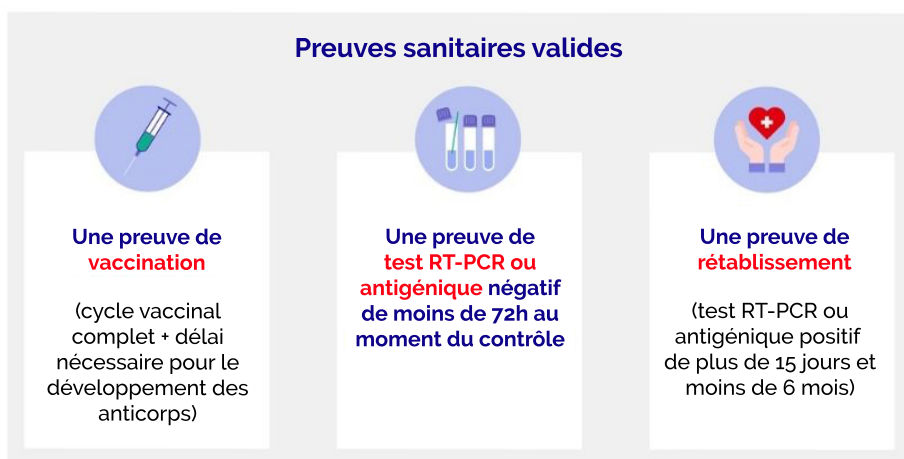 Preuves sanitaires valides
Une preuve de
vaccination
(cycle vaccinal
complet + délai
nécessaire pour le
développement des
anticorps)
Une preuve de
test RT-PCR ou
antigénique négatif
de moins de 72h au
moment du contrôle
Une preuve de
rétablissement
(test RT-PCR ou
antigénique positif
de plus de 15 jours et
moins de 6 mois)